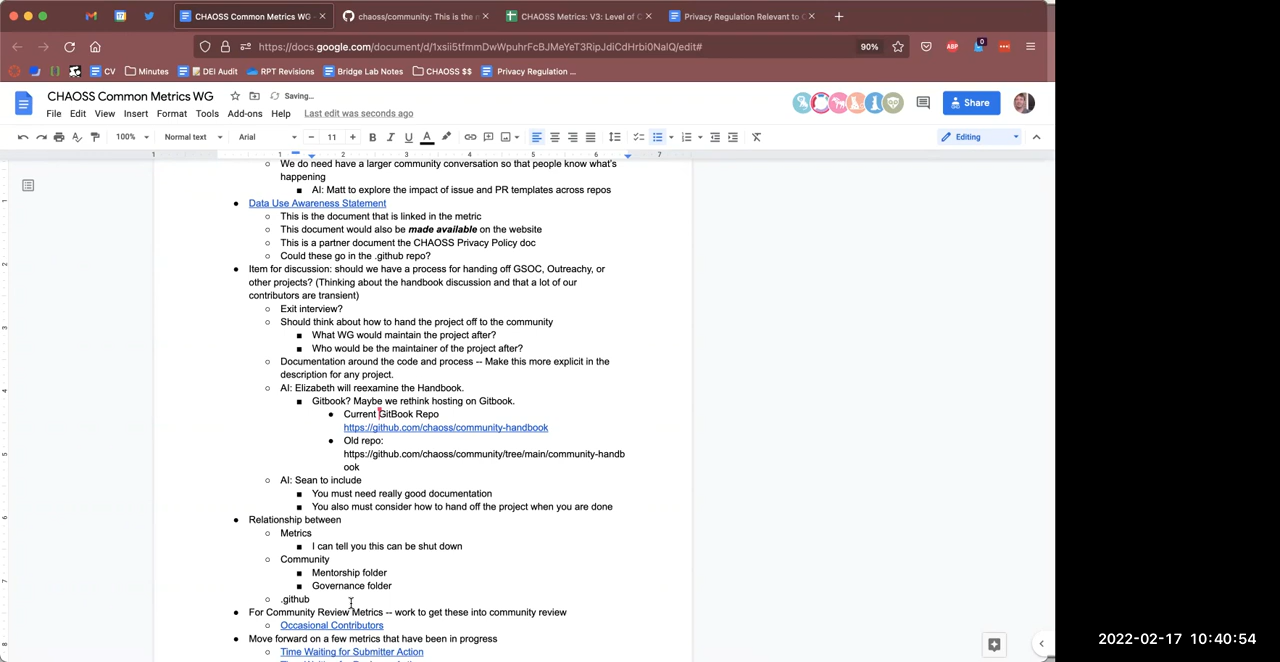 CHAOSS Common Metrics WG
chaoss/community: This is the
CHAOSS Metrics: V3: Level of C
Privacy Regulation Relevant to
https://docs.google.com/document/d/1xsii5tfmmDwWpuhrFcBJMeYeT3RipJdiCdHrbi0NalQ/edit#
90%
ABP
0
CV
Minutes
DEI Audit
RPT Revisions
Bridge Lab Notes
CHAOSS $$
Privacy Regulation ...
CHAOSS Common Metrics WG
Saving...
File Edit View Insert Format Data Tools Add-ons Help
Last edit was seconds ago
Share
100%
Normal text
Arial
11
Editing
1 1 2 3 4 5 6 7
We do need have a larger community conversation so that people know what's
happening
AI: Matt to explore the impact of issue and PR templates across repos
Data Use Awareness Statement
This is the document that is linked in the metric
This document would also be made available on the website
This is a partner document the CHAOSS Privacy Policy doc
Could these go in the .github repo?
Item for discussion: should we have a process for handing off GSOC, Outreachy, or
other projects? (Thinking about the handbook discussion and that a lot of our
contributors are transient)
Exit interview?
Should think about how to hand the project off to the community
What WG would maintain the project after?
Who would be the maintainer of the project after?
Documentation around the code and process -- Make this more explicit in the
description for any project.
AI: Elizabeth will reexamine the Handbook.
Gitbook? Maybe we rethink hosting on Gitbook.
Current GitBook Repo
https://github.com/chaoss/community-handbook
Old repo:
https://github.com/chaoss/community/tree/main/community-handb
ook
AI: Sean to include
You must need really good documentation
You also must consider how to hand off the project when you are done
Relationship between
Metrics
I can tell you this can be shut down
Community
Mentorship folder
Governance folder
.github
For Community Review Metrics -- work to get these into community review
Occasional Contributors
Move forward on a few metrics that have been in progress
Time Waiting for Submitter Action
2022-02-17 10:40:54